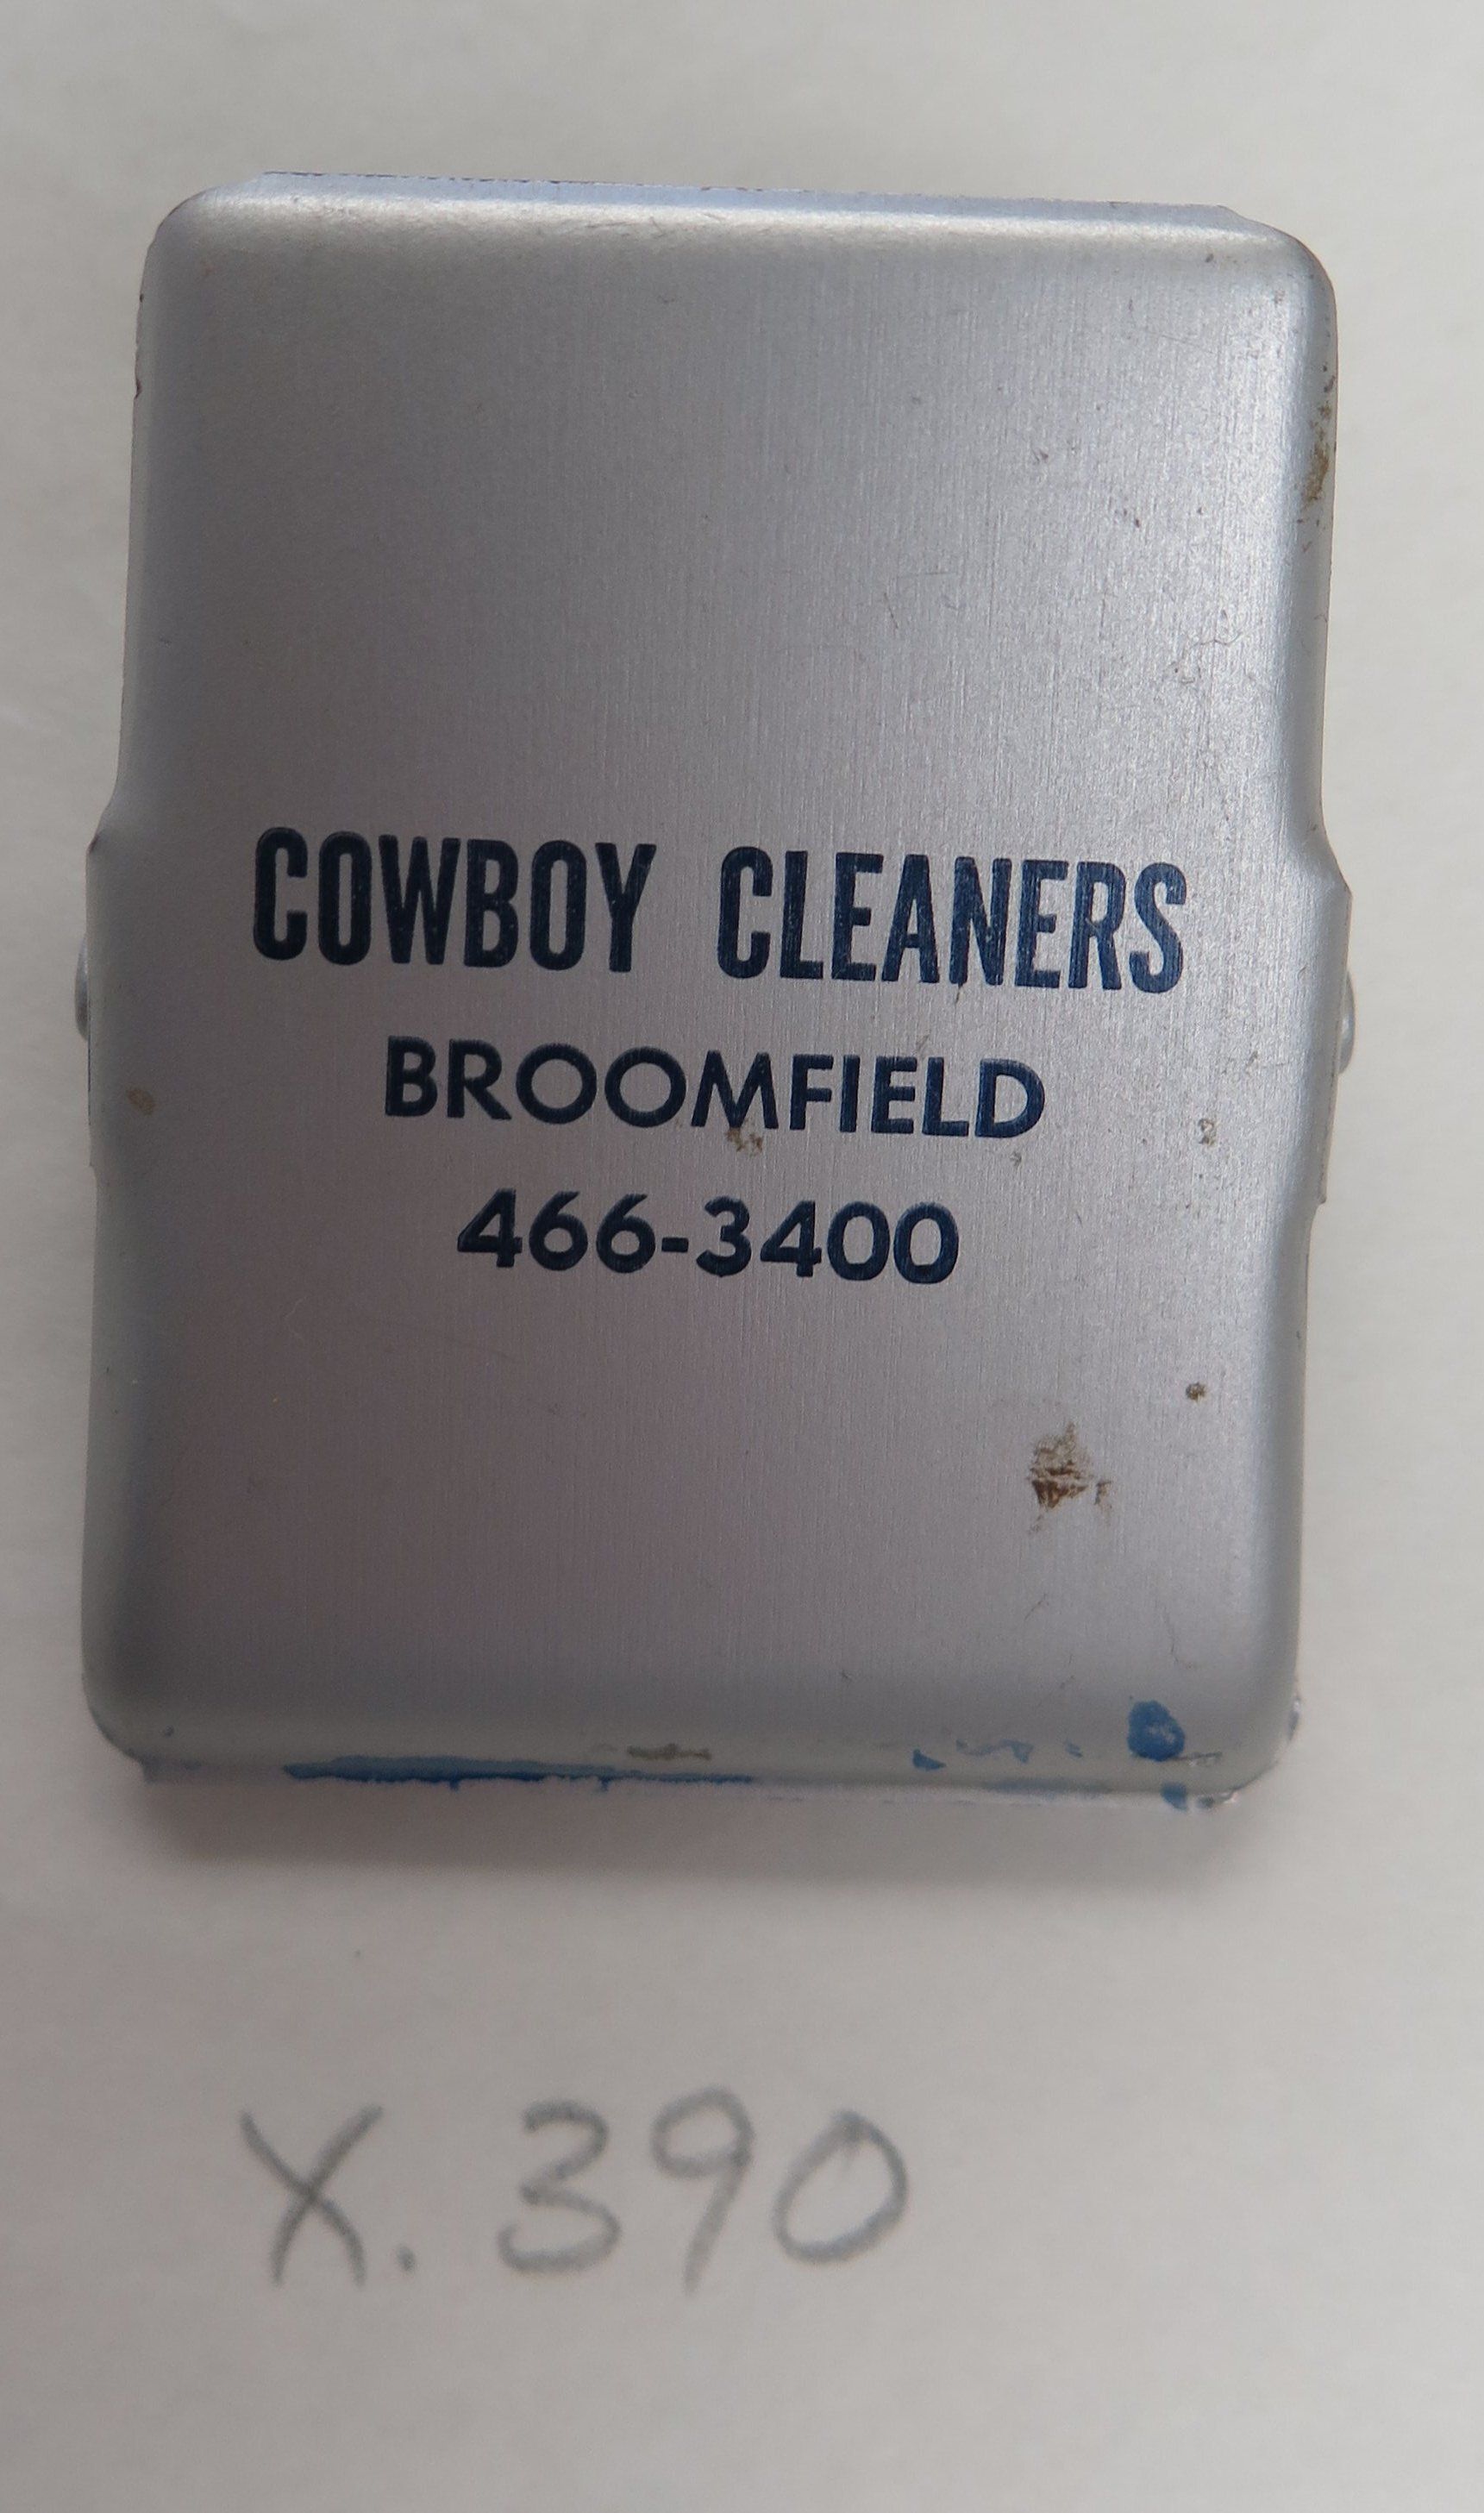 COWBOY CLEANERS
BROOMFIELD
466-3400
X.390